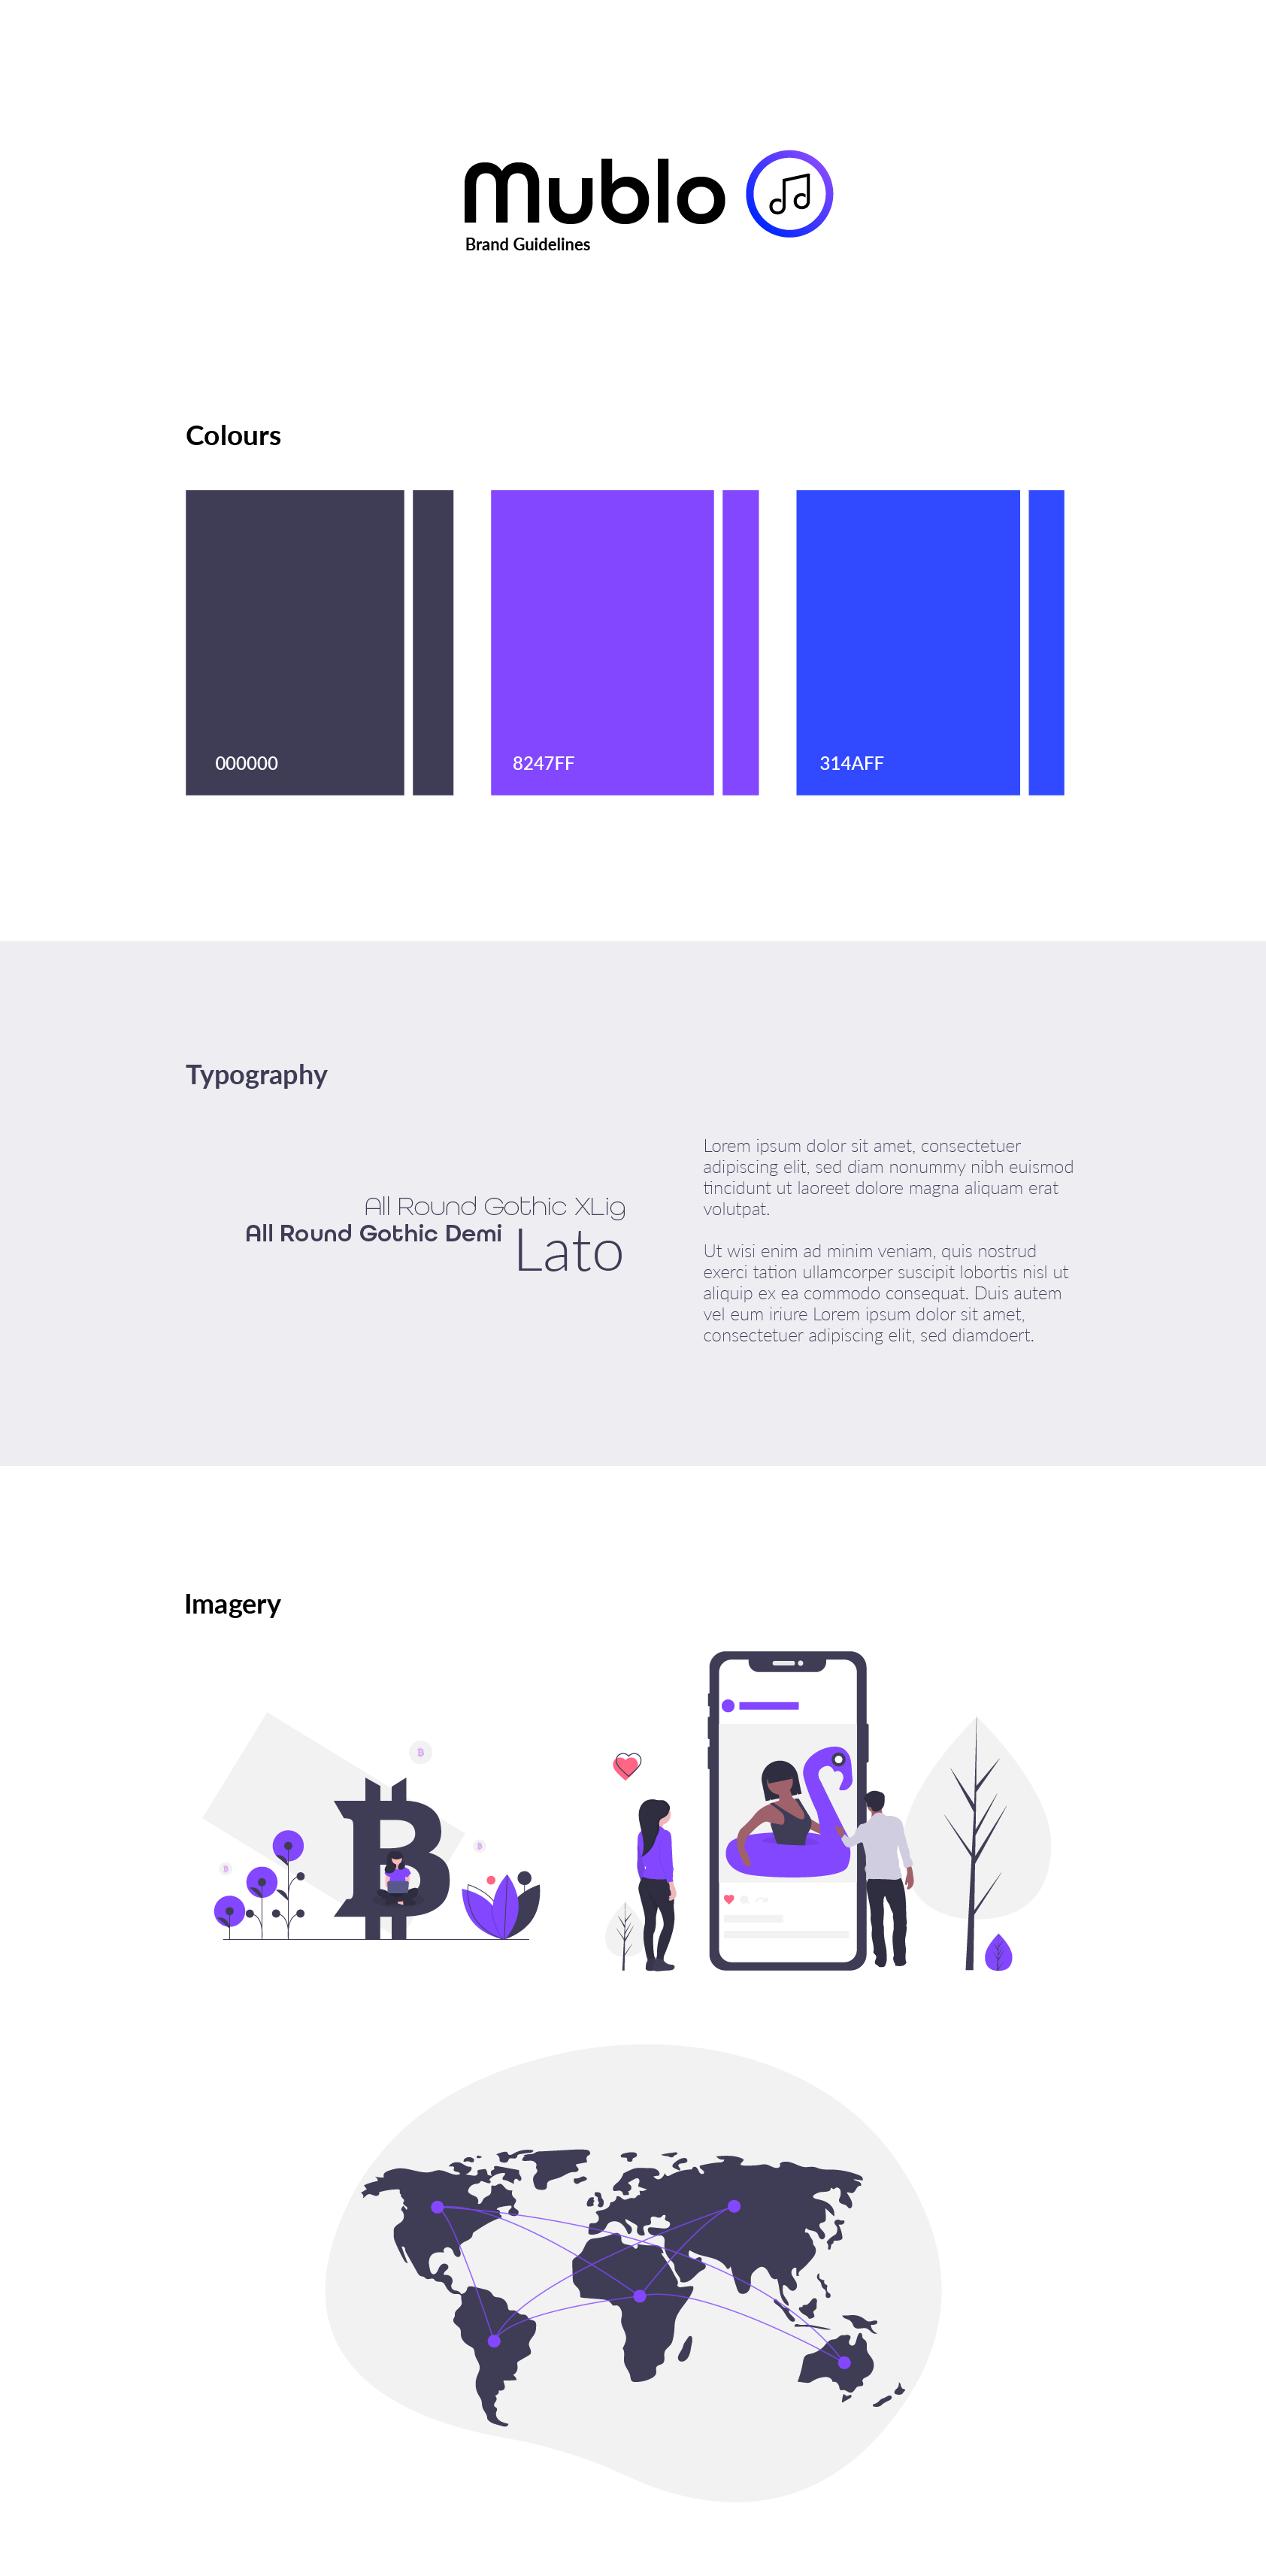 Mublo
Brand Guidelines
Colours
000000
8247FF
314AFF
Typography
All Round Gothic XLig
All Round Gothic Demi
Lato
Lorem ipsum dolor sit amet, consectetuer
adipiscing elit, sed diam nonummy nibh euismod
tincidunt ut laoreet dolore magna aliquam erat
volutpat.
Ut wisi enim ad minim veniam, quis nostrud
exerci tation ullamcorper suscipit lobortis nisl ut
aliquip ex ea commodo consequat. Duis autem
vel eum iriure Lorem ipsum dolor sit amet,
consectetuer adipiscing elit, sed diamdoert.
Imagery